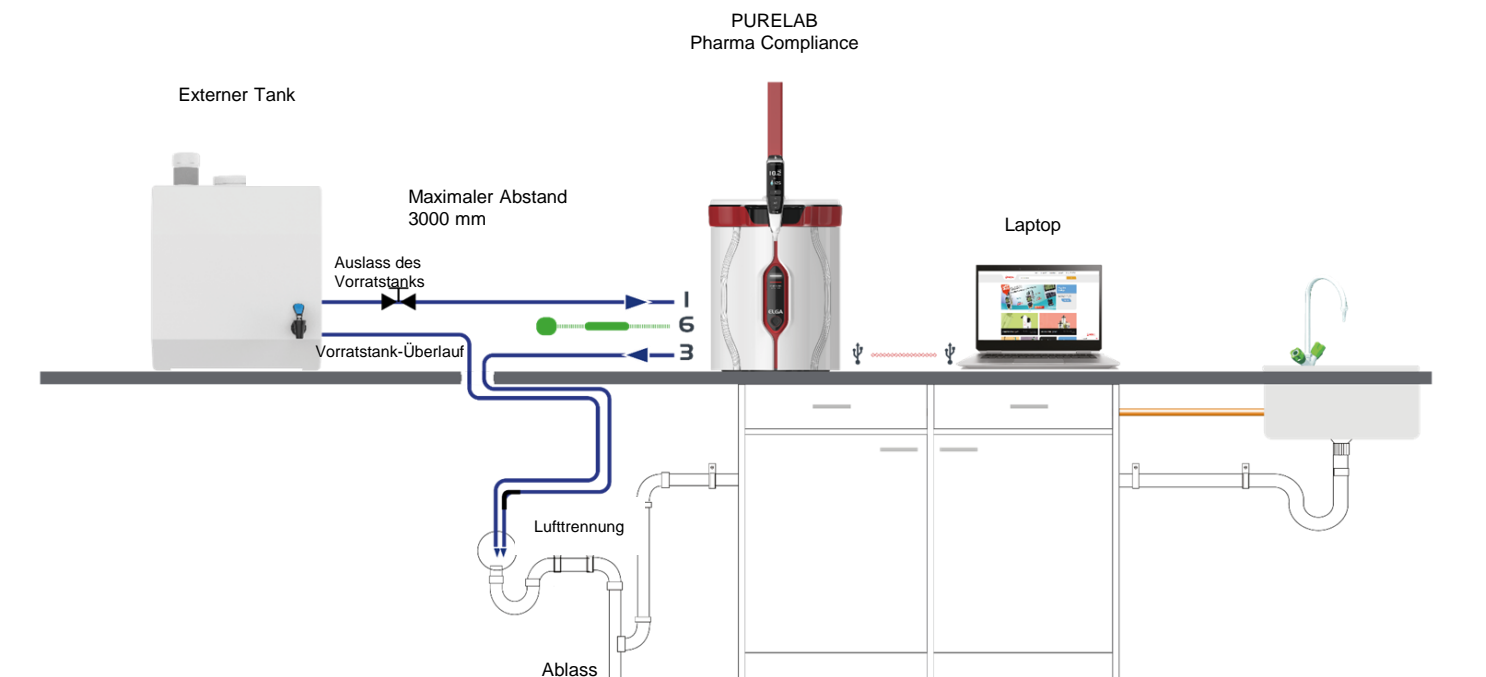 PURELAB
Pharma Compliance
Externer Tank
Maximaler Abstand
3000 mm
Laptop
Auslass des
Vorratstanks
1
6
3
Vorratstank-Überlauf
ELGA
Lufttrennung
Ablass